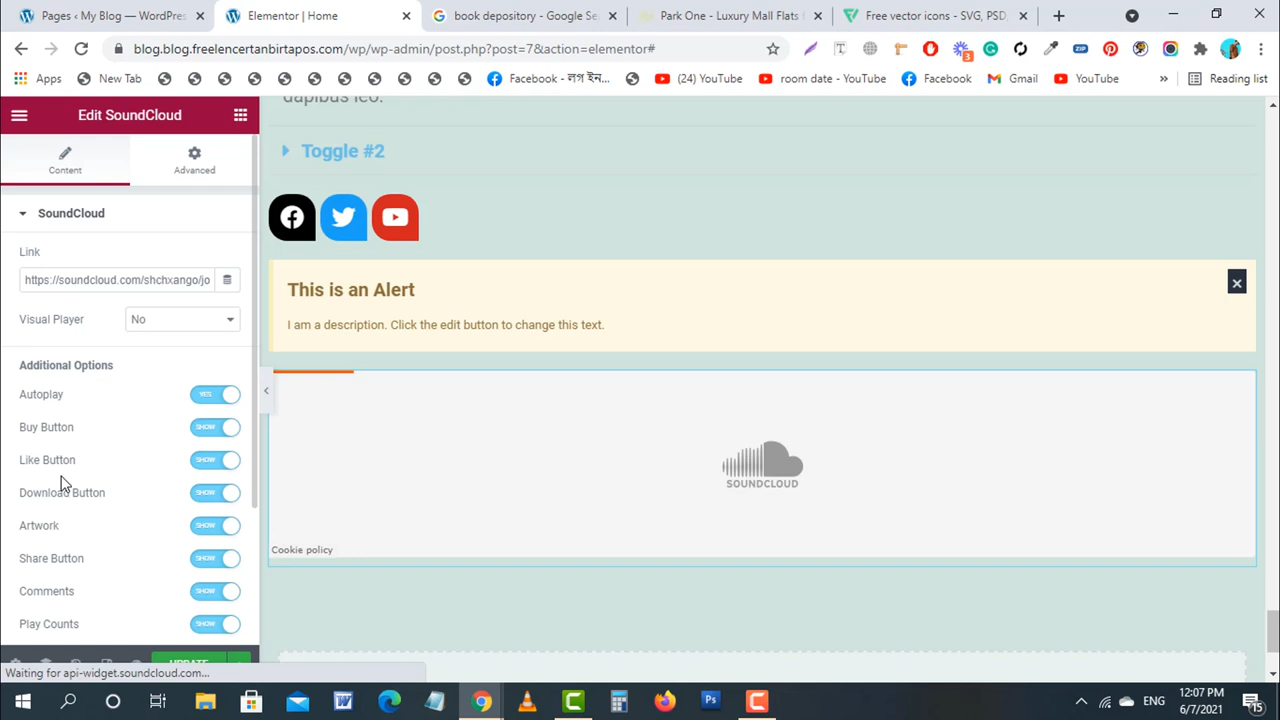 Pages ‹ My Blog — WordPres
Elementor | Home
book depository - Google Se
Park One - Luxury Mall Flats f
Free vector icons - SVG, PSD
blog.blog.freelencertanbirtapos.com/wp/wp-admin/post.php?post=7&action=elementor#
3
ZIP
Apps
New Tab
Facebook - লগ ইন...
(24) YouTube
room date - YouTube
Facebook
Gmail
YouTube
»
Reading list
Edit SoundCloud
Content
Advanced
SoundCloud
Link
https://soundcloud.com/shchxango/jo
Visual Player
No
Additional Options
Autoplay
YES
Buy Button
SHOW
Like Button
SHOW
Download Button
SHOW
Artwork
SHOW
Share Button
SHOW
Comments
SHOW
Play Counts
SHOW
UPDATE
Waiting for api-widget.soundcloud.com...
dapibus leo.
Toggle #2
This is an Alert
I am a description. Click the edit button to change this text.
SOUNDCLOUD
Cookie policy
ENG
12:07 PM
6/7/2021
15